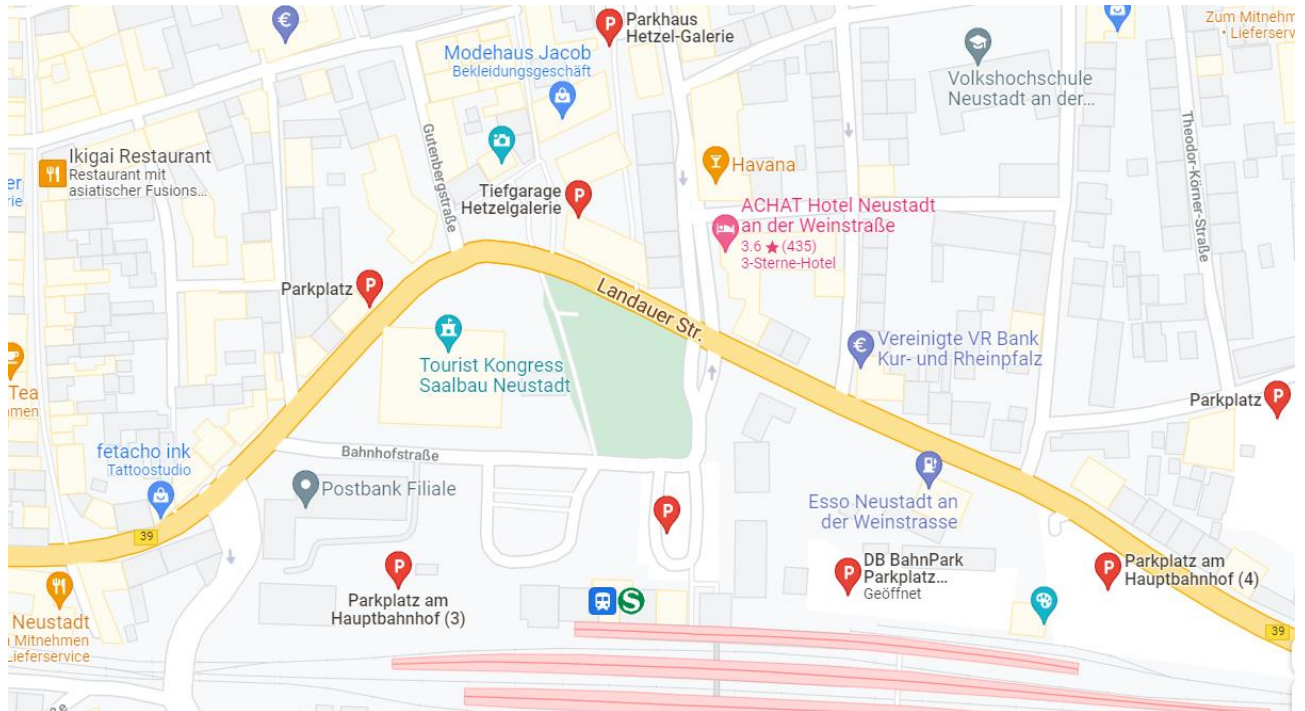 €
P
Parkhaus
Hetzel-Galerie
Zum Mitnehm
• Lieferserv
Modehaus Jacob
Bekleidungsgeschäft
Volkshochschule
Neustadt an der...
Gutenbergstraße
Theodor-Körner-Straße
Ikigai Restaurant
Restaurant mit
asiatischer Fusions...
er
rie
Havana
Tiefgarage
Hetzelgalerie
P
ACHAT Hotel Neustadt
an der Weinstraße
3.6 ★ (435)
3-Sterne-Hotel
Parkplatz
P
Landauer Str.
Tourist Kongress
Saalbau Neustadt
€
Vereinigte VR Bank
Kur- und Rheinpfalz
Tea
men
Parkplatz
P
fetacho ink
Tattoostudio
Bahnhofstraße
Postbank Filiale
Esso Neustadt an
der Weinstrasse
P
39
P
Parkplatz am
Hauptbahnhof (3)
P
DB BahnPark
Parkplatz...
Geöffnet
P
Parkplatz am
Hauptbahnhof (4)
S
Neustadt
Mitnehmen
Lieferservice
39